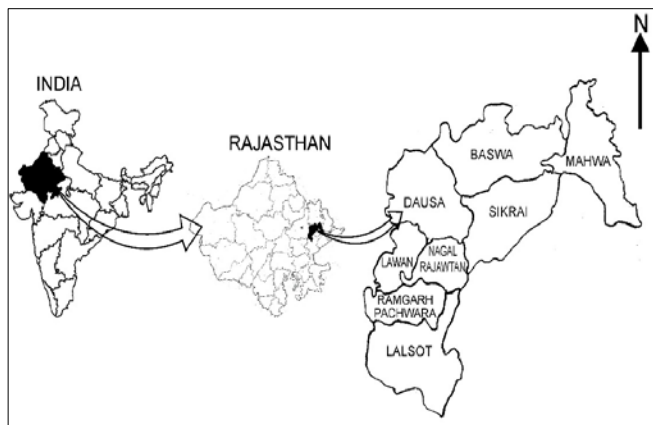 N
INDIA
RAJASTHAN
BASWA
MAHWA
DAUSA
SIKRAI
LAWAN
NAGAL
RAJAWTAN
RAMGARH
PACHWARA
LALSOT